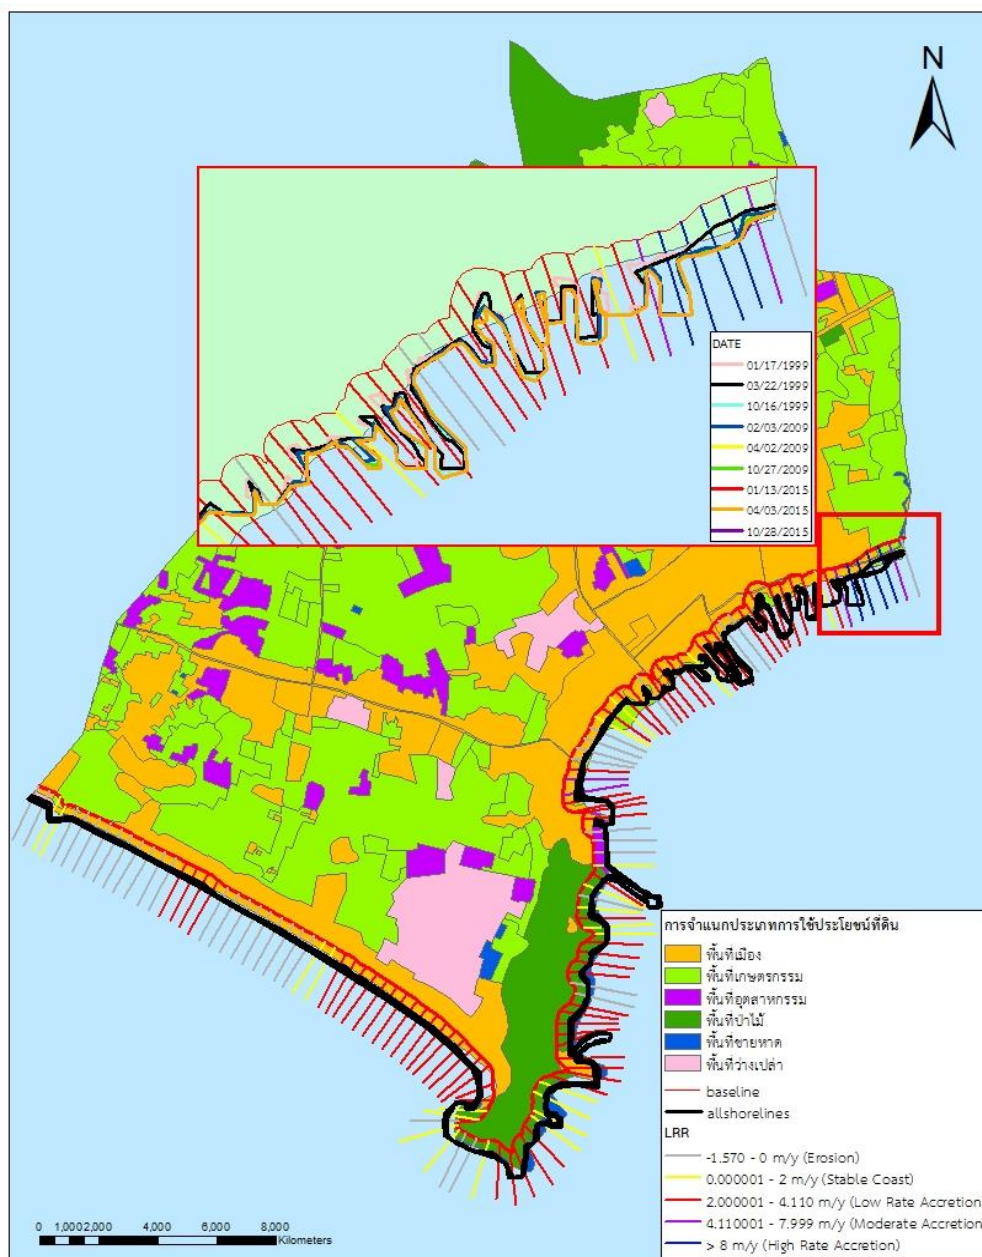 N
DATE
01/17/1999
03/22/1999
10/16/1999
02/03/2009
04/02/2009
10/27/2009
01/13/2015
04/03/2015
10/28/2015
การจำแนกประเภทการใช้ประโยชน์ที่ดิน
พื้นที่เมือง
พื้นที่เกษตรกรรม
พื้นที่อุตสาหกรรม
พื้นที่ป่าไม้
พื้นที่ชายหาด
พื้นที่ว่างเปล่า
baseline
allshorelines
LRR
-1.570 - 0 m/y (Erosion)
0.000001 - 2 m/y (Stable Coast)
2.000001 - 4.110 m/y (Low Rate Accretion
4.110001 - 7.999 m/y (Moderate Accretion
> 8 m/y (High Rate Accretion)
0 1,000 2,000 4,000 6,000 8,000
Kilometers